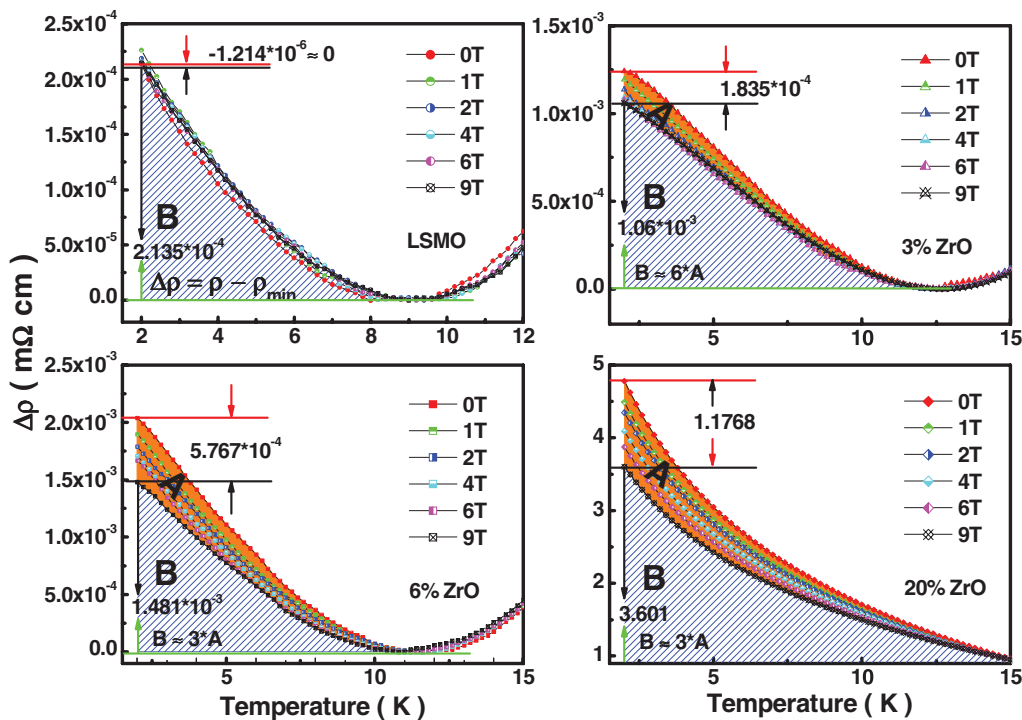 Δρ ( mΩ cm)
2.5x10⁻⁴
2.0x10⁻⁴
1.5x10⁻⁴
1.0x10⁻⁴
5.0x10⁻⁵
0.0
2 4 6 8 10 12
-1.214*10⁻⁶≈ 0
0T
1T
2T
4T
6T
9T
LSMO
B
2.135*10⁻⁴
Δρ = ρ − ρmin
1.5x10⁻³
1.0x10⁻³
5.0x10⁻⁴
0.0
5 10 15
1.835*10⁻⁴
0T
1T
2T
4T
6T
9T
3% ZrO
A
B
1.06*10⁻³
B ≈ 6*A
2.5x10⁻³
2.0x10⁻³
1.5x10⁻³
1.0x10⁻³
5.0x10⁻⁴
0.0
5 10 15
Temperature ( K )
5.767*10⁻⁴
0T
1T
2T
4T
6T
9T
6% ZrO
A
B
1.481*10⁻³
B ≈ 3*A
5
4
3
2
1
5 10 15
Temperature ( K )
1.1768
0T
1T
2T
4T
6T
9T
20% ZrO
A
B
3.601
B ≈ 3*A